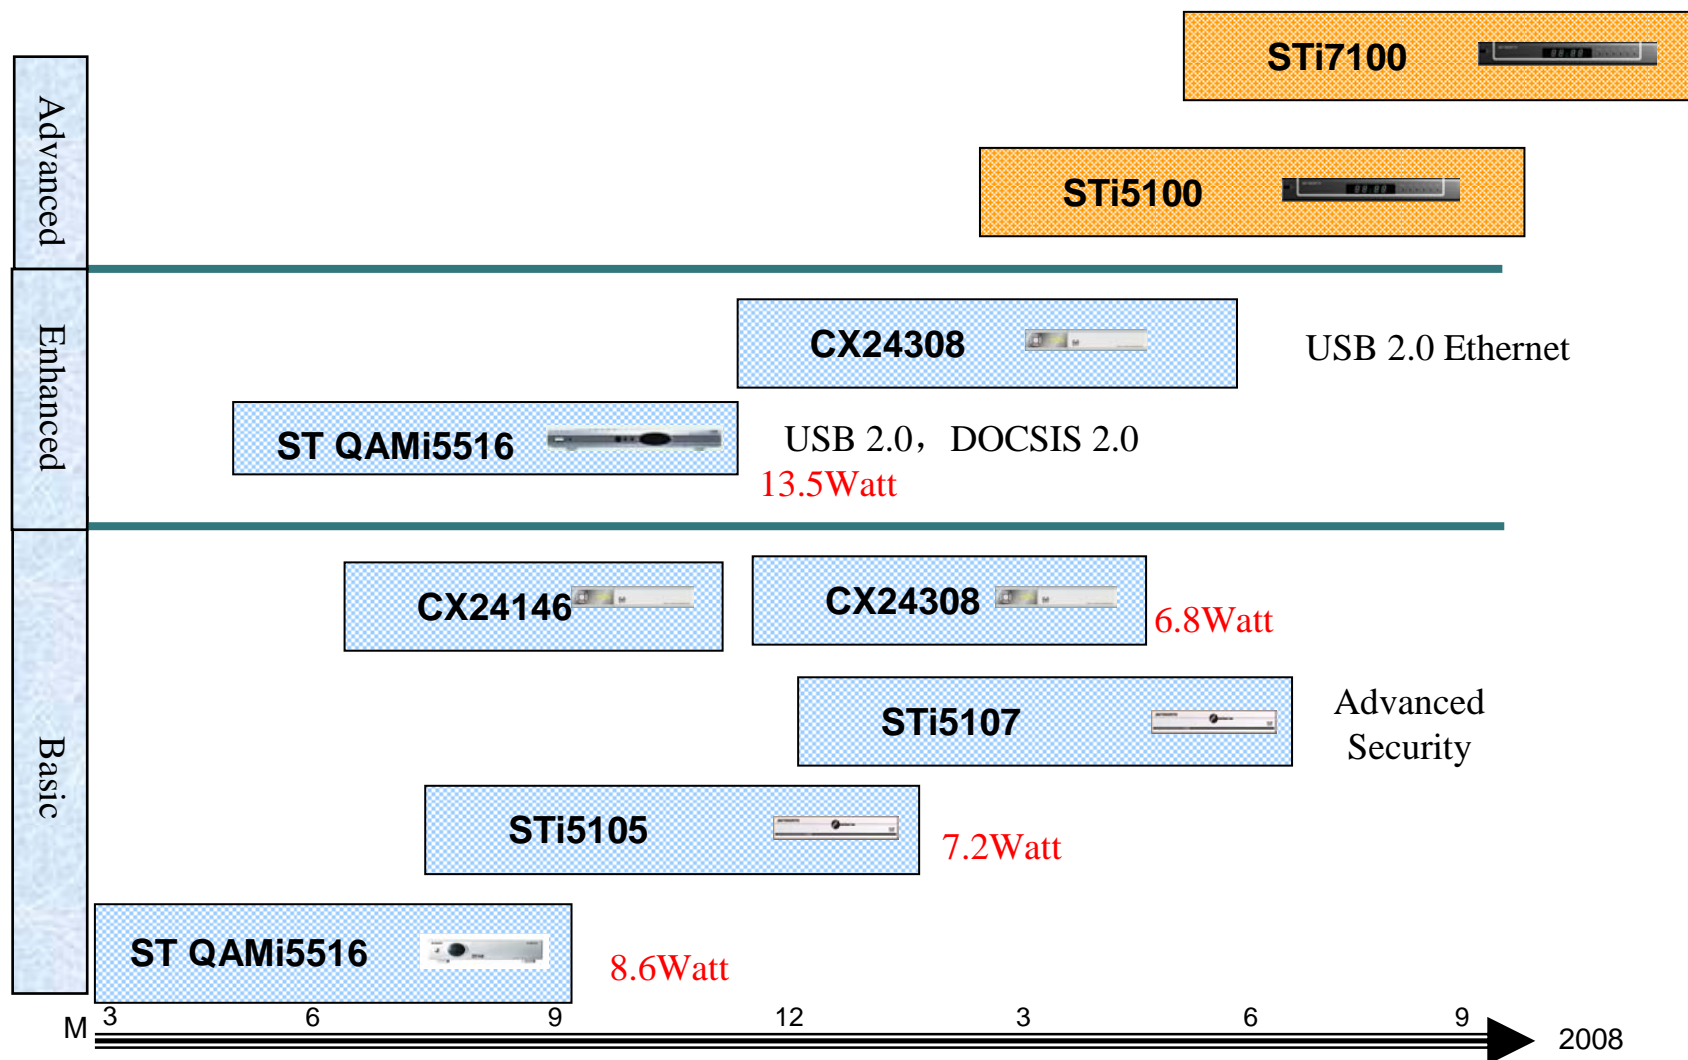 STi7100
Advanced
STi5100
Enhanced
CX24308
USB 2.0 Ethernet
ST QAMi5516
USB 2.0，DOCSIS 2.0
13.5Watt
Basic
CX24146
CX24308
6.8Watt
STi5107
Advanced
Security
STi5105
7.2Watt
ST QAMi5516
8.6Watt
M 3 6 9 12 3 6 9 2008